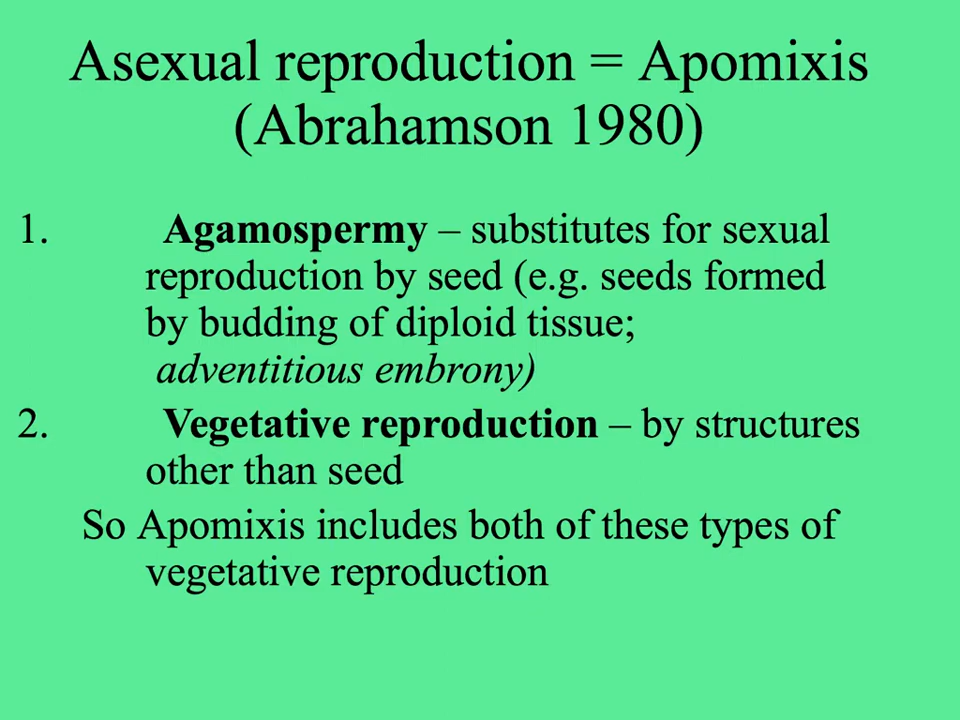 Asexual reproduction = Apomixis
(Abrahamson 1980)
1. Agamospermy – substitutes for sexual
reproduction by seed (e.g. seeds formed
by budding of diploid tissue;
adventitious embrony)
2. Vegetative reproduction – by structures
other than seed
So Apomixis includes both of these types of
vegetative reproduction